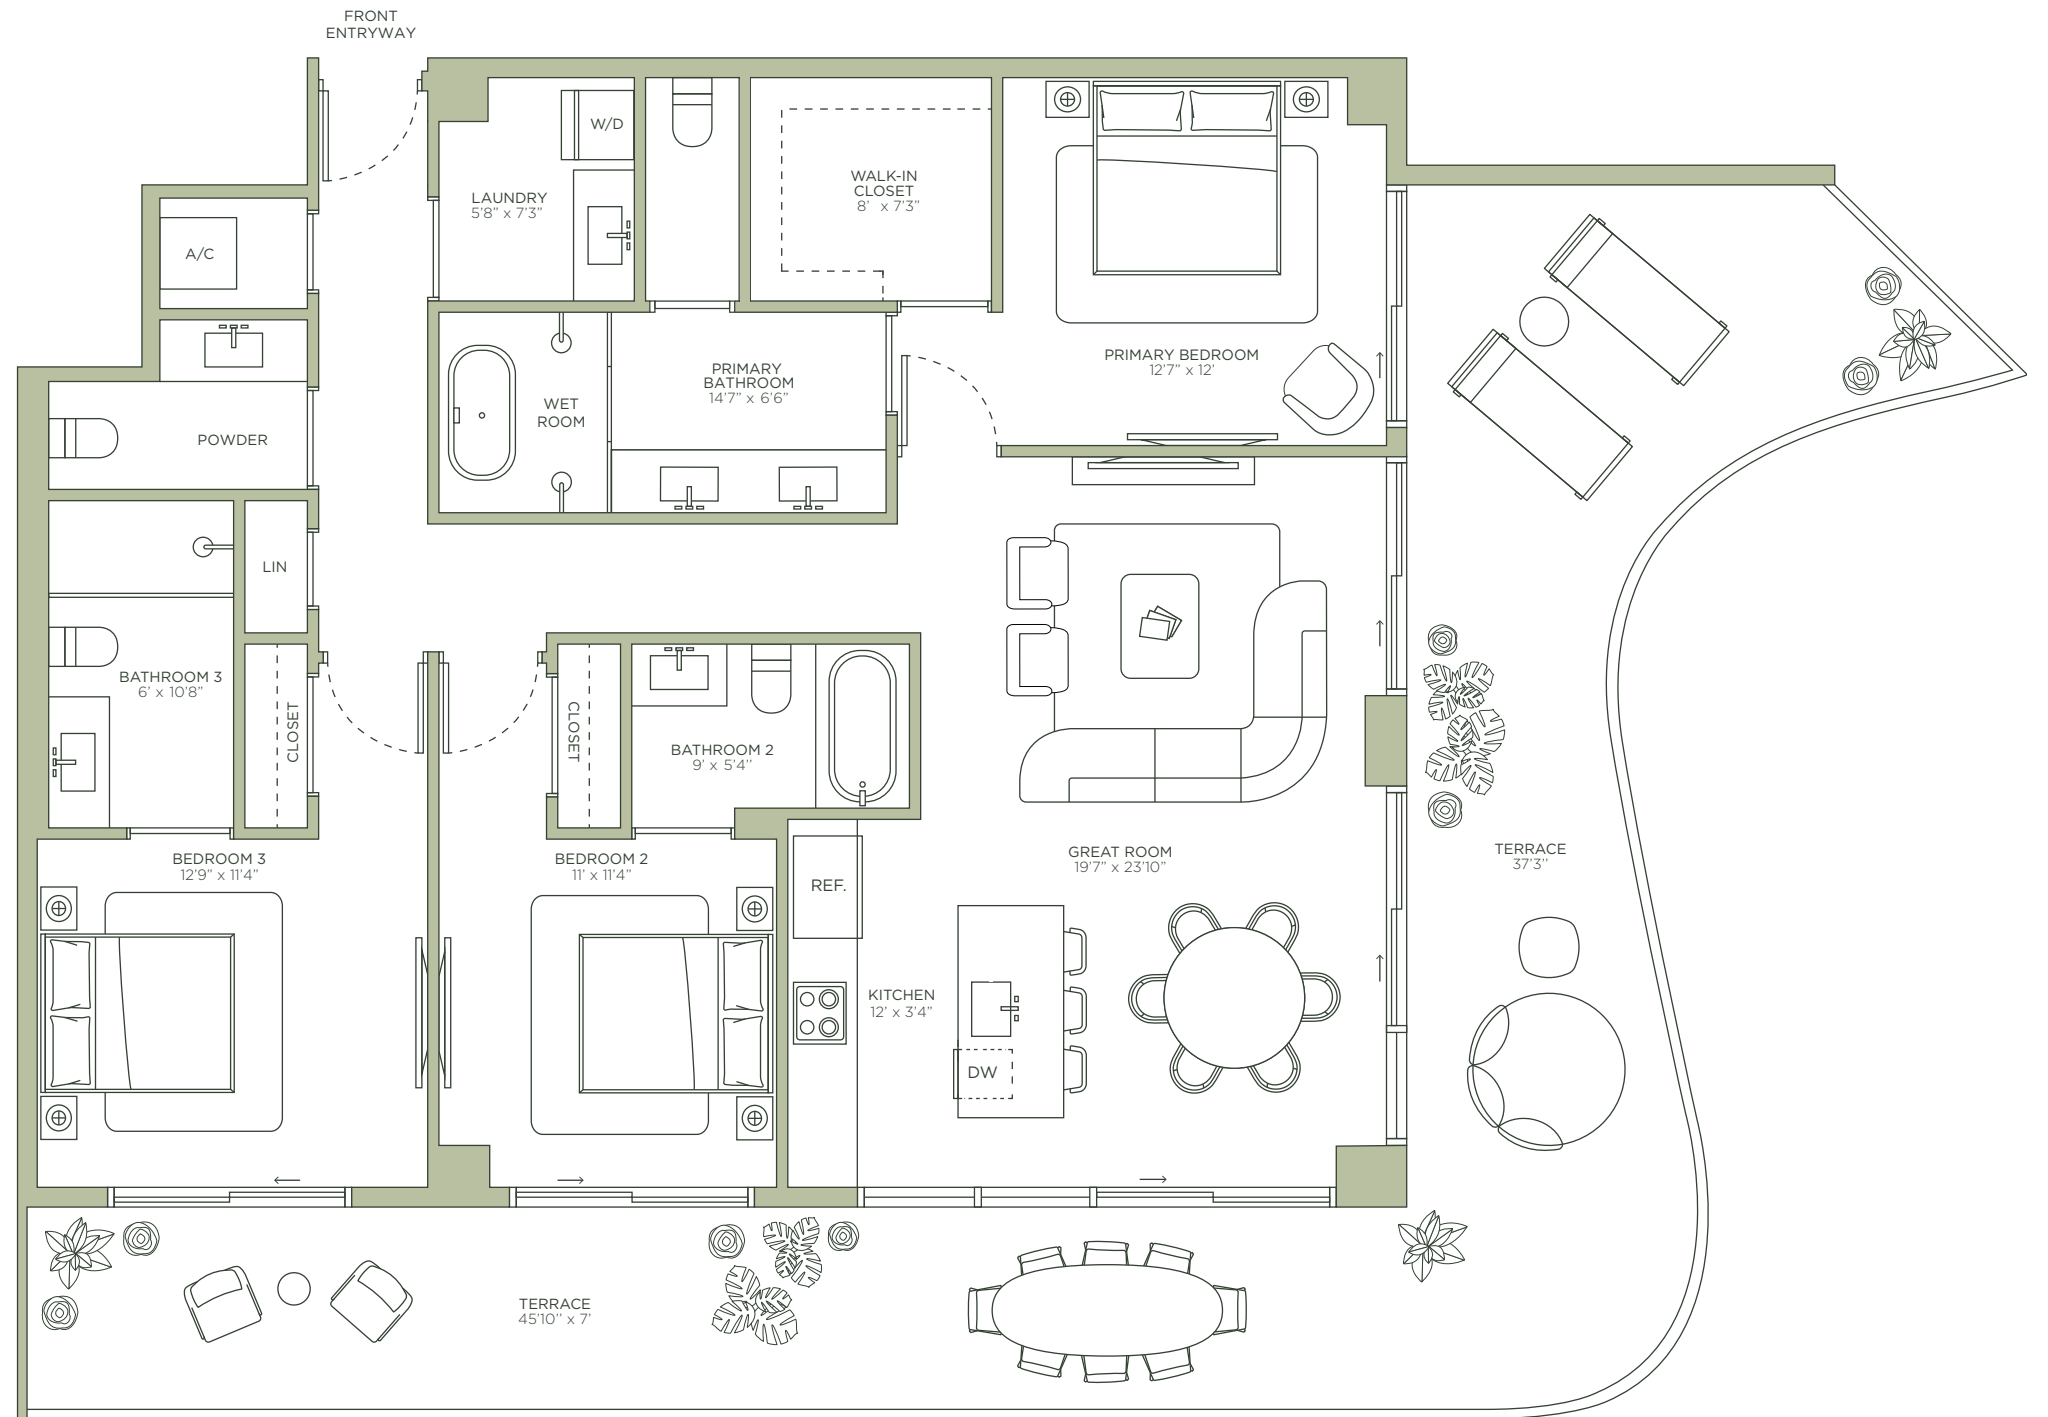 FRONT
ENTRYWAY
W/D
LAUNDRY
5'8" x 7'3"
WALK-IN
CLOSET
8' x 7'3"
A/C
PRIMARY BEDROOM
12'7" x 12'
PRIMARY
BATHROOM
14'7" x 6'6"
WET
ROOM
POWDER
LIN
BATHROOM 3
6' x 10'8"
CLOSET
CLOSET
BATHROOM 2
9' x 5'4"
GREAT ROOM
19'7" x 23'10"
TERRACE
37'3"
BEDROOM 3
12'9" x 11'4"
BEDROOM 2
11' x 11'4"
REF.
KITCHEN
12' x 3'4"
DW
TERRACE
45'10" x 7'